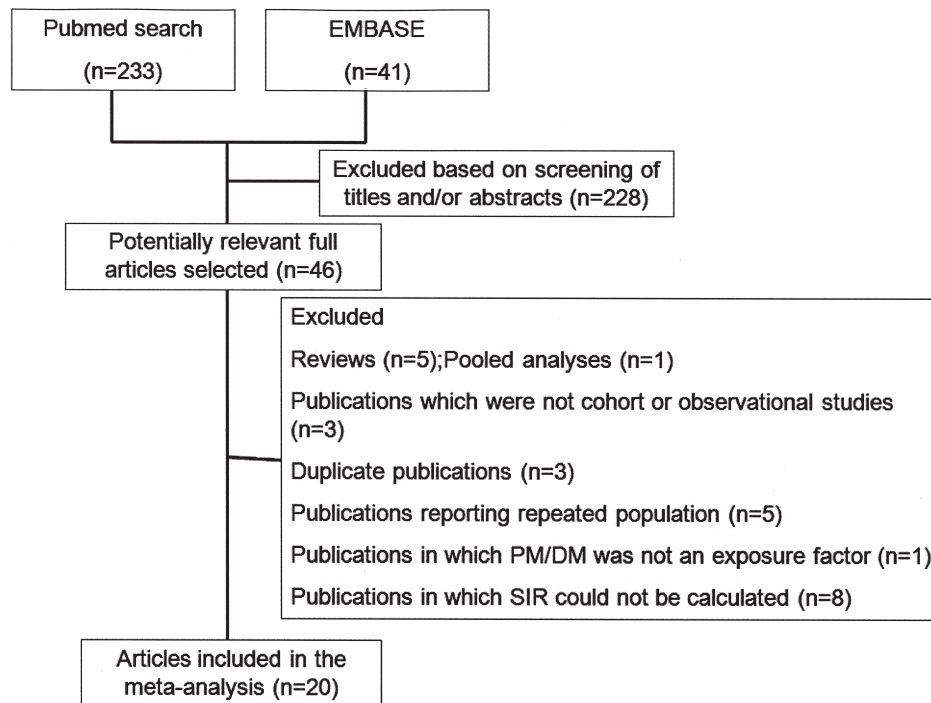 Pubmed search
(n=233)
EMBASE
(n=41)
Excluded based on screening of
titles and/or abstracts (n=228)
Potentially relevant full
articles selected (n=46)
Excluded
Reviews (n=5);Pooled analyses (n=1)
Publications which were not cohort or observational studies
(n=3)
Duplicate publications (n=3)
Publications reporting repeated population (n=5)
Publications in which PM/DM was not an exposure factor (n=1)
Publications in which SIR could not be calculated (n=8)
Articles included in the
meta-analysis (n=20)